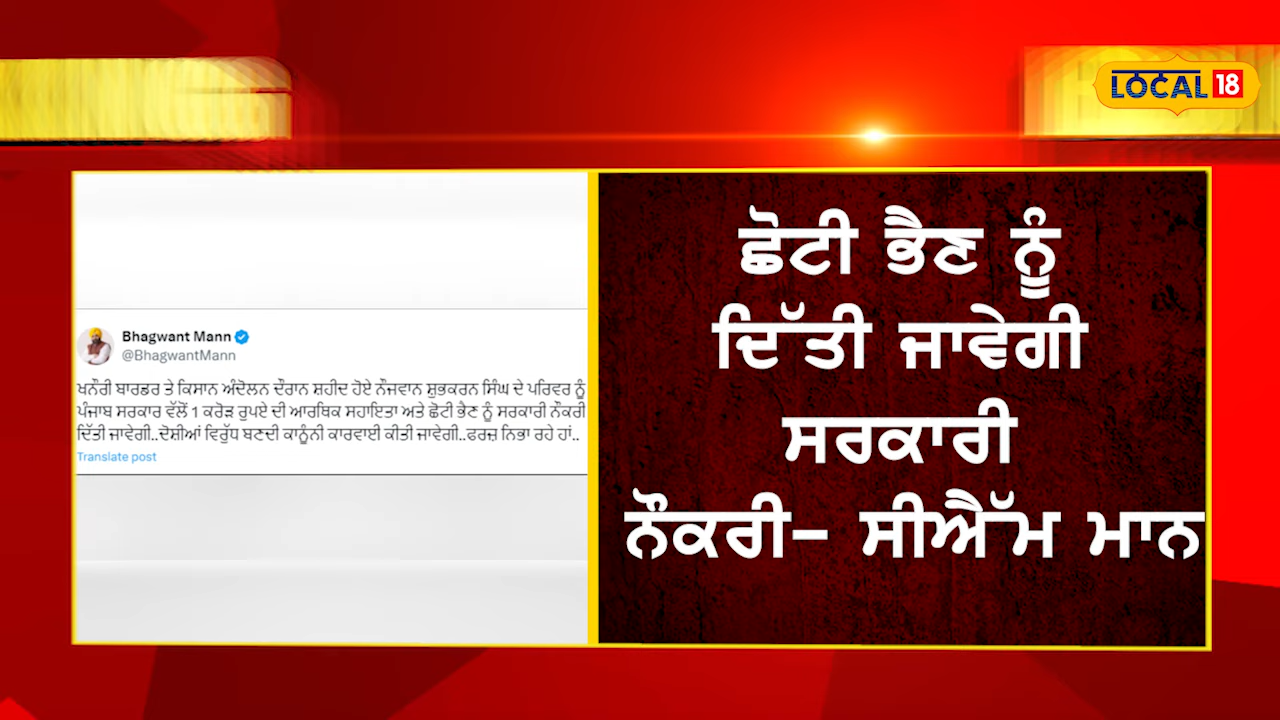 LOCAL 18
Bhagwant Mann
@BhagwantMann
ਖਨੌਰੀ ਬਾਰਡਰ ਤੇ ਕਿਸਾਨ ਅੰਦੋਲਨ ਦੌਰਾਨ ਸ਼ਹੀਦ ਹੋਏ ਨੌਜਵਾਨ ਸ਼ੁਭਕਰਨ ਸਿੰਘ ਦੇ ਪਰਿਵਰ ਨੂੰ
ਪੰਜਾਬ ਸਰਕਾਰ ਵੱਲੋਂ 1 ਕਰੋੜ ਰੁਪਏ ਦੀ ਆਰਥਿਕ ਸਹਾਇਤਾ ਅਤੇ ਛੋਟੀ ਭੈਣ ਨੂੰ ਸਰਕਾਰੀ ਨੌਕਰੀ
ਦਿੱਤੀ ਜਾਵੇਗੀ..ਦੋਸ਼ੀਆਂ ਵਿਰੁੱਧ ਬਣਦੀ ਕਾਨੂੰਨੀ ਕਾਰਵਾਈ ਕੀਤੀ ਜਾਵੇਗੀ..ਫਰਜ਼ ਨਿਭਾ ਰਹੇ ਹਾਂ..
Translate post
ਛੋਟੀ ਭੈਣ ਨੂੰ
ਦਿੱਤੀ ਜਾਵੇਗੀ
ਸਰਕਾਰੀ
ਨੌਕਰੀ- ਸੀਐੱਮ ਮਾਨ